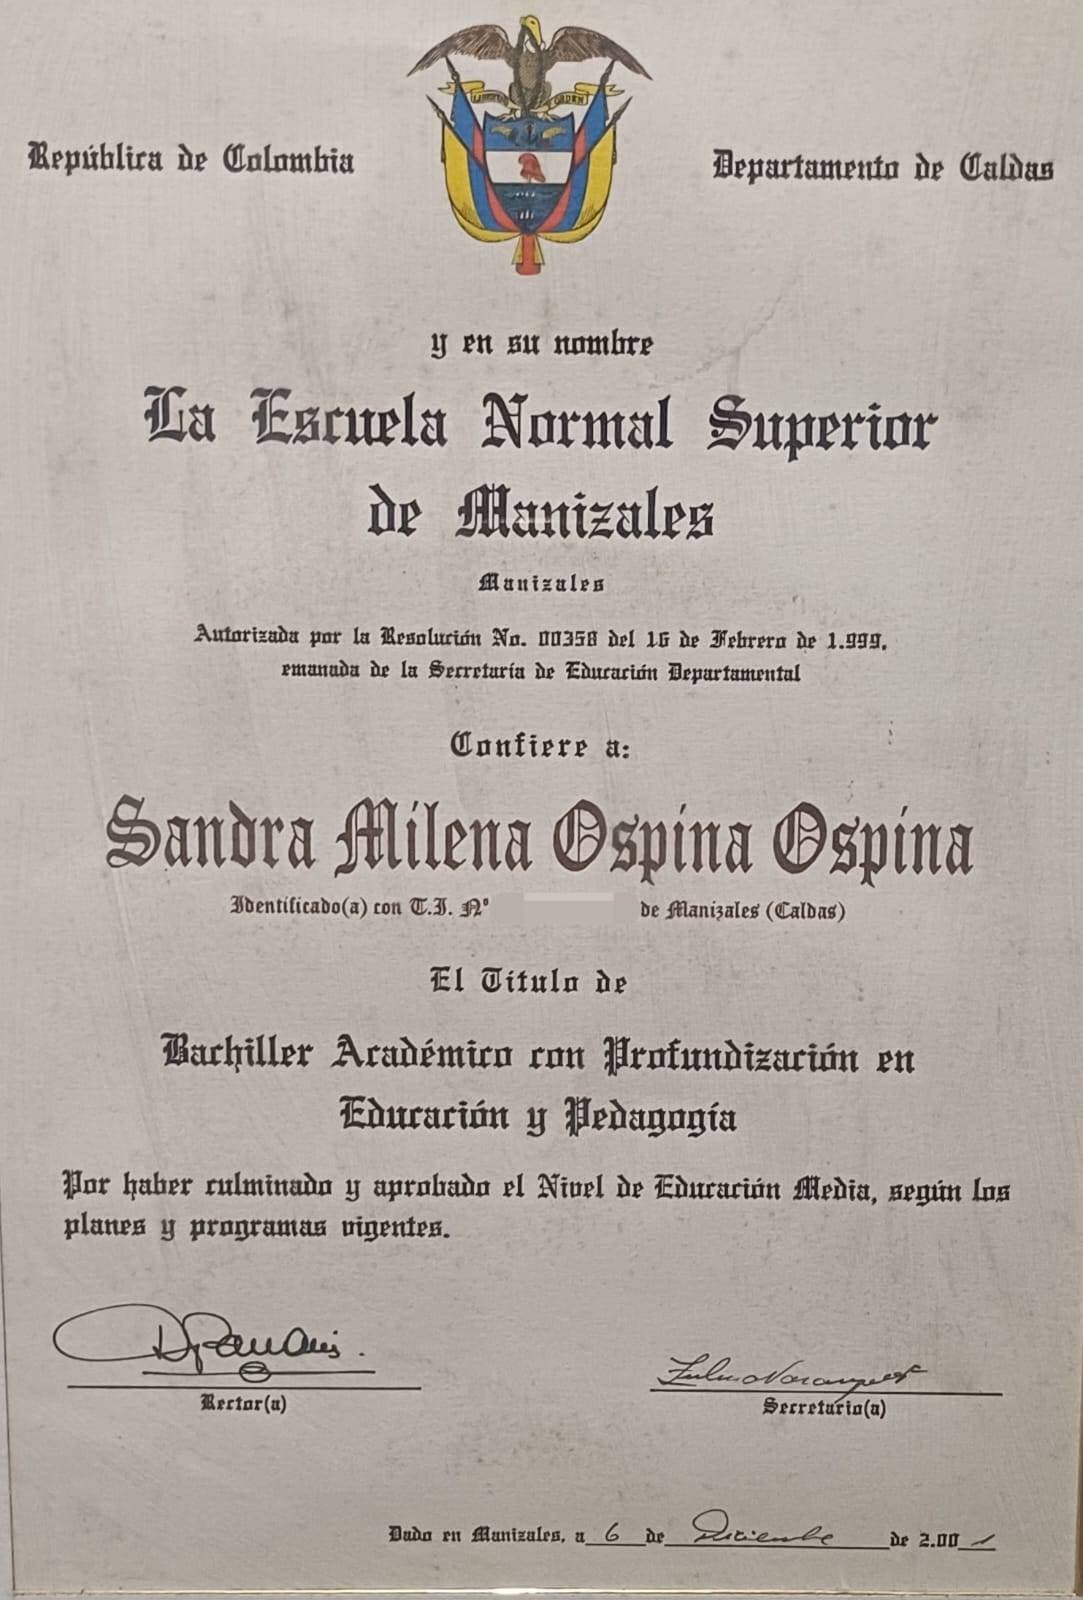 LIBERTAD ORDEN
República de Colombia
Departamento de Caldas
y en su nombre
La Escuela Normal Superior
de Manizales
Manizales
Autorizada por la Resolución No. 00358 del 16 de Febrero de 1.999,
emanada de la Secretaría de Educación Departamental
Confiere a:
Sandra Milena Ospina Ospina
Identificado(a) con T.I. Nº de Manizales (Caldas)
El Título de
Bachiller Académico con Profundización en
Educación y Pedagogía
Por haber culminado y aprobado el Nivel de Educación Media, según los
planes y programas vigentes.
Rector(a)
Secretario(a)
Dado en Manizales, a 6 de Diciembre de 2.001